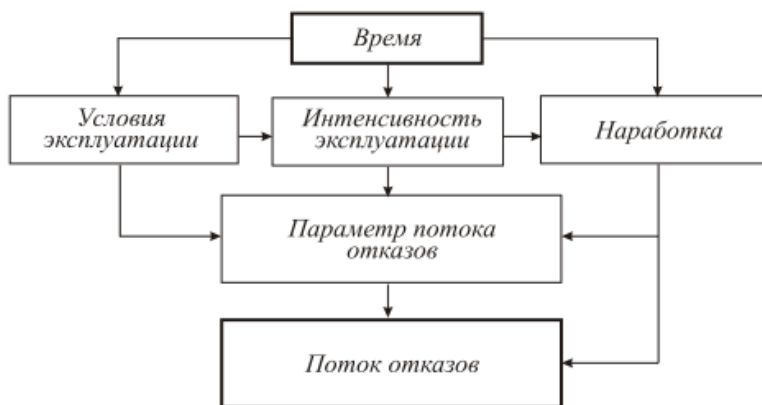 Время
Условия
эксплуатации
Интенсивность
эксплуатации
Наработка
Параметр потока
отказов
Поток отказов